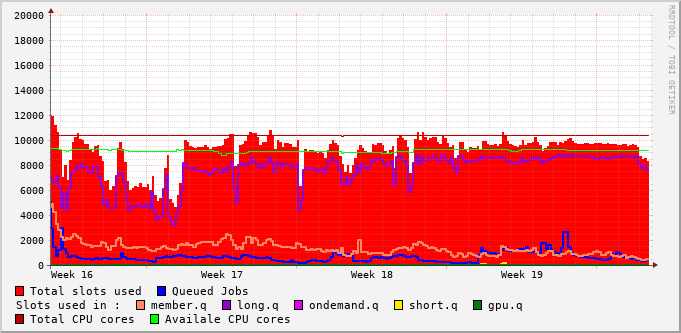 20000
18000
16000
14000
12000
10000
8000
6000
4000
2000
0
Week 16 Week 17 Week 18 Week 19
Total slots used Queued Jobs
Slots used in : member.q long.q ondemand.q short.q gpu.q
Total CPU cores Availale CPU cores
RRDTOOL / TOBI OETIKER